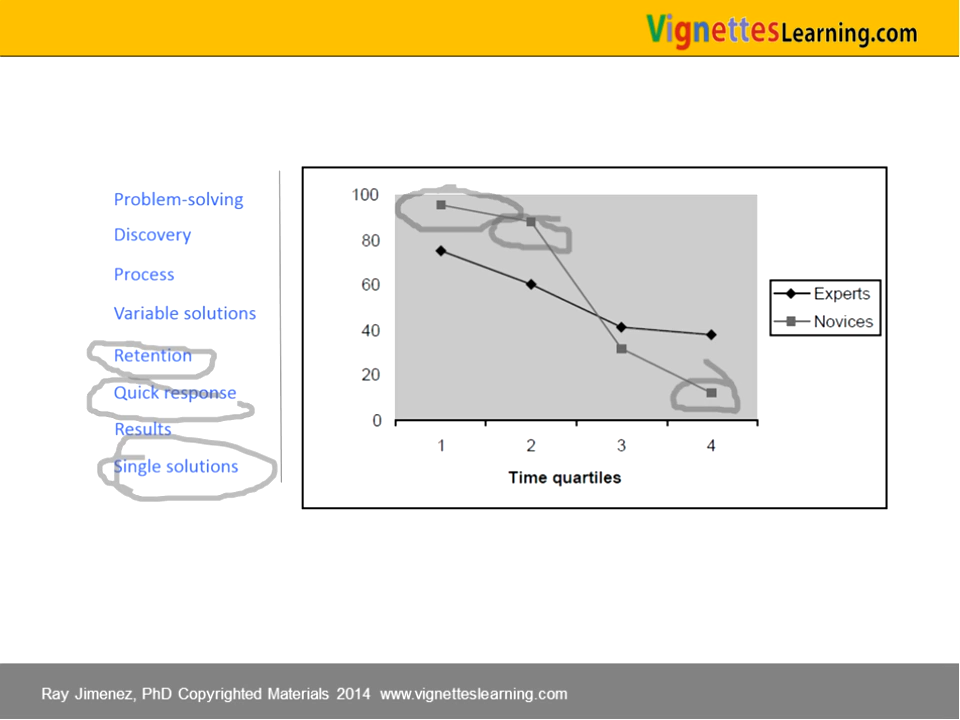 VignettesLearning.com
Problem-solving
Discovery
Process
Variable solutions
Retention
Quick response
Results
Single solutions
100
80
60
40
20
0
1 2 3 4
Time quartiles
Experts
Novices
Ray Jimenez, PhD Copyrighted Materials 2014 www.vignetteslearning.com